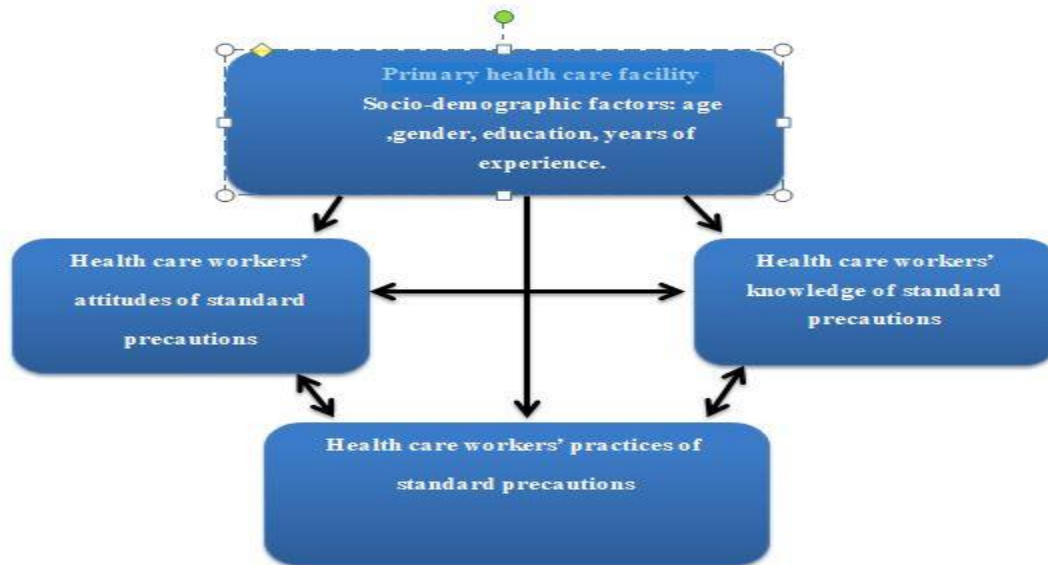 Primary health care facility
Socio-demographic factors: age
,gender, education, years of
experience.
Health care workers’
attitudes of standard
precautions
Health care workers’
knowledge of standard
precautions
Health care workers’ practices of
standard precautions